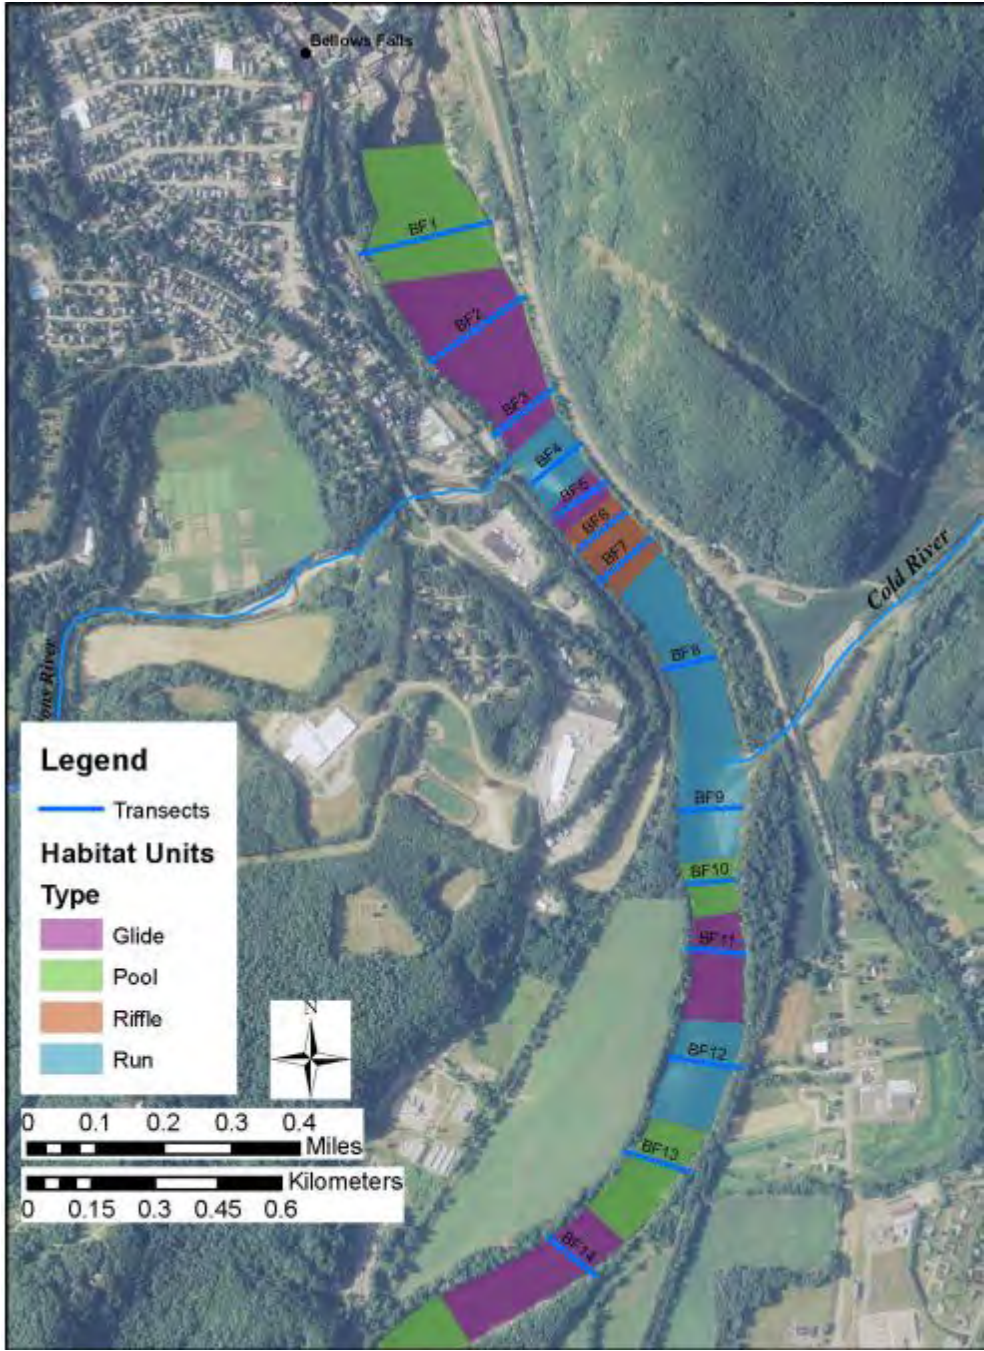 Bellows Falls
BF1
BF2
BF3
BF4
BF5
BF6
BF7
Cold River
BF8
River
BF9
BF10
BF11
BF12
BF13
BF14
Legend
Transects
Habitat Units
Type
Glide
Pool
Riffle
Run
N
0 0.1 0.2 0.3 0.4
Miles
Kilometers
0 0.15 0.3 0.45 0.6